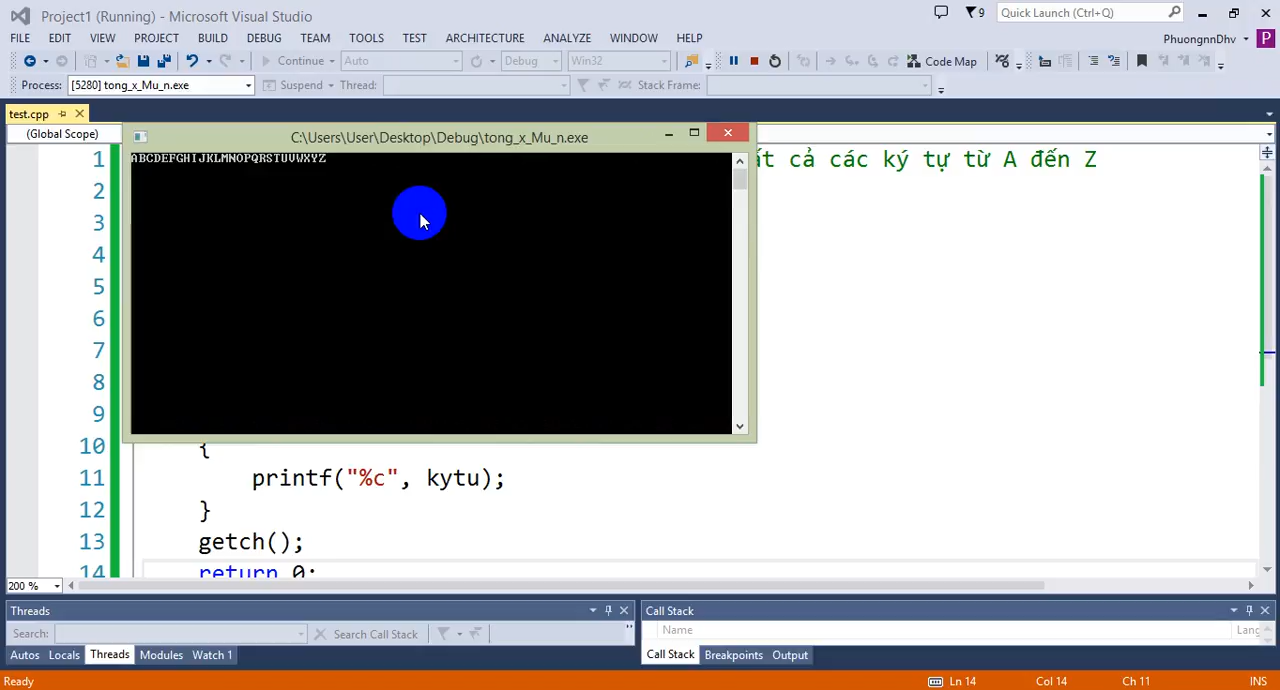 Project1 (Running) - Microsoft Visual Studio
9
Quick Launch (Ctrl+Q)
FILE EDIT VIEW PROJECT BUILD DEBUG TEAM TOOLS TEST ARCHITECTURE ANALYZE WINDOW HELP
PhuongnnDhv P
Continue Auto Debug Win32 Code Map
Process: [5280] tong_x_Mu_n.exe Suspend Thread: Stack Frame:
test.cpp
(Global Scope)
C:\Users\User\Desktop\Debug\tong_x_Mu_n.exe
ABCDEFGHIJKLMNOPQRSTUVWXYZ
1 ất cả các ký tự từ A đến Z
2
3
4
5
6
7
8
9
10 {
11 printf("%c", kytu);
12 }
13 getch();
14 return 0;
200 %
Threads
Search: Search Call Stack
Autos Locals Threads Modules Watch 1
Call Stack
Name Lang
Call Stack Breakpoints Output
Ready Ln 14 Col 14 Ch 11 INS